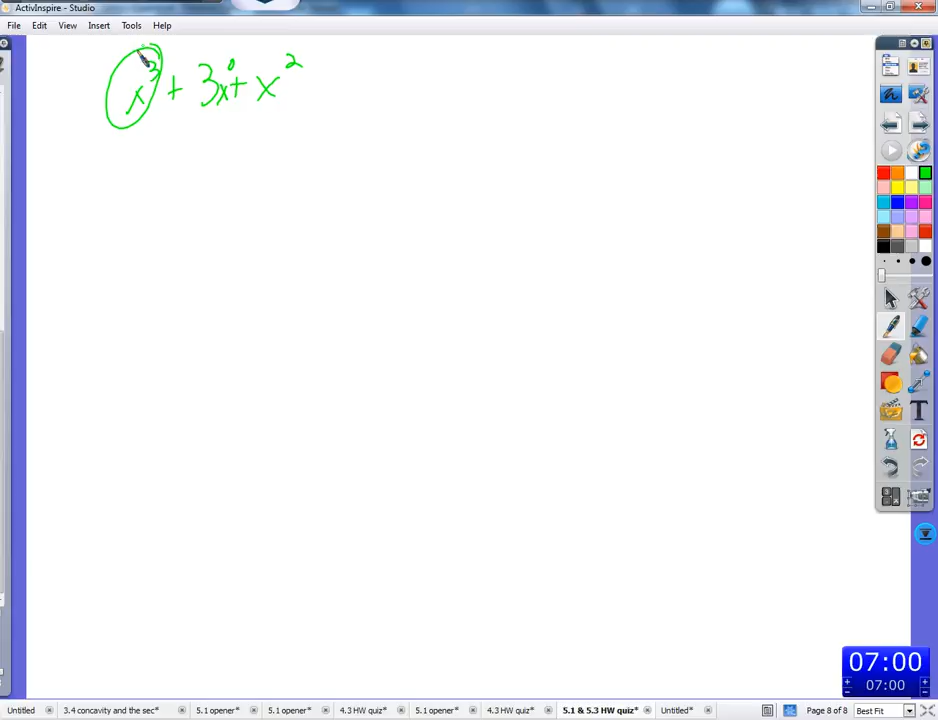 ActivInspire - Studio
File Edit View Insert Tools Help
x³ + 3x⁰ + x²
07:00
07:00
Untitled 3.4 concavity and the sec* 5.1 opener* 5.1 opener* 4.3 HW quiz* 5.1 opener* 4.3 HW quiz* 5.1 & 5.3 HW quiz* Untitled* Page 8 of 8 Best Fit